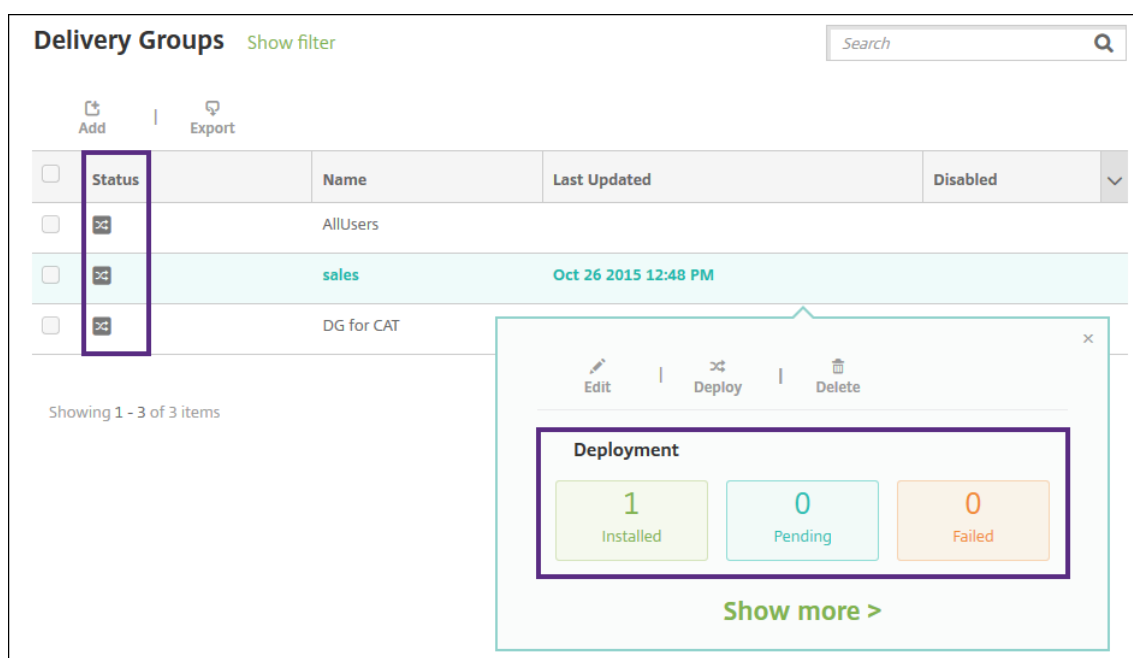 Delivery Groups Show filter Search
Add | Export
Status Name Last Updated Disabled
AllUsers
sales Oct 26 2015 12:48 PM
DG for CAT
×
Edit | Deploy | Delete
Showing 1 - 3 of 3 items
Deployment
1 0 0
Installed Pending Failed
Show more >